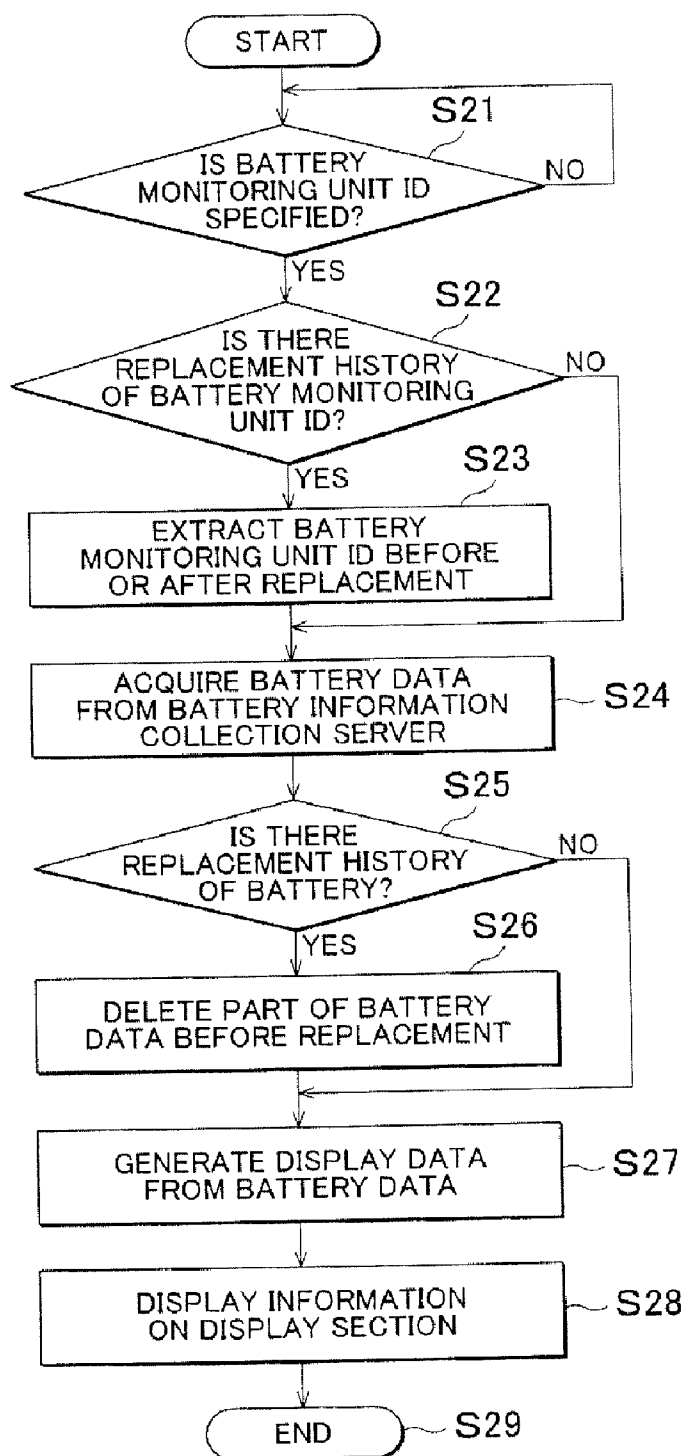 START
S21
IS BATTERY
MONITORING UNIT ID
SPECIFIED?
NO
YES
S22
IS THERE
REPLACEMENT HISTORY
OF BATTERY MONITORING
UNIT ID?
NO
YES
S23
EXTRACT BATTERY
MONITORING UNIT ID BEFORE
OR AFTER REPLACEMENT
ACQUIRE BATTERY DATA
FROM BATTERY INFORMATION
COLLECTION SERVER
S24
S25
IS THERE
REPLACEMENT HISTORY
OF BATTERY?
NO
YES
S26
DELETE PART OF BATTERY
DATA BEFORE REPLACEMENT
GENERATE DISPLAY DATA
FROM BATTERY DATA
S27
DISPLAY INFORMATION
ON DISPLAY SECTION
S28
END
S29